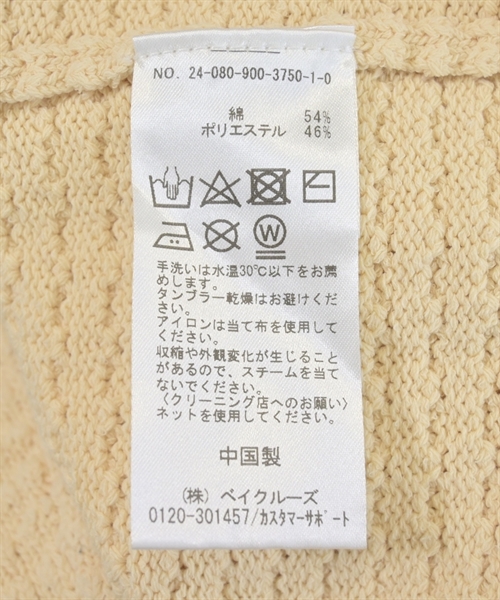 NO. 24-080-900-3750-1-0
綿 54%
ポリエステル 46%
W
手洗いは水温30℃以下をお薦
めします。
タンブラー乾燥はお避けくだ
さい。
アイロンは当て布を使用して
ください。
収縮や外観変化が生じること
があるので、スチームを当て
ないでください。
〈クリーニング店へのお願い〉
ネットを使用してください。
中国製
(株) ベイクルーズ
0120-301457/カスタマーサポート